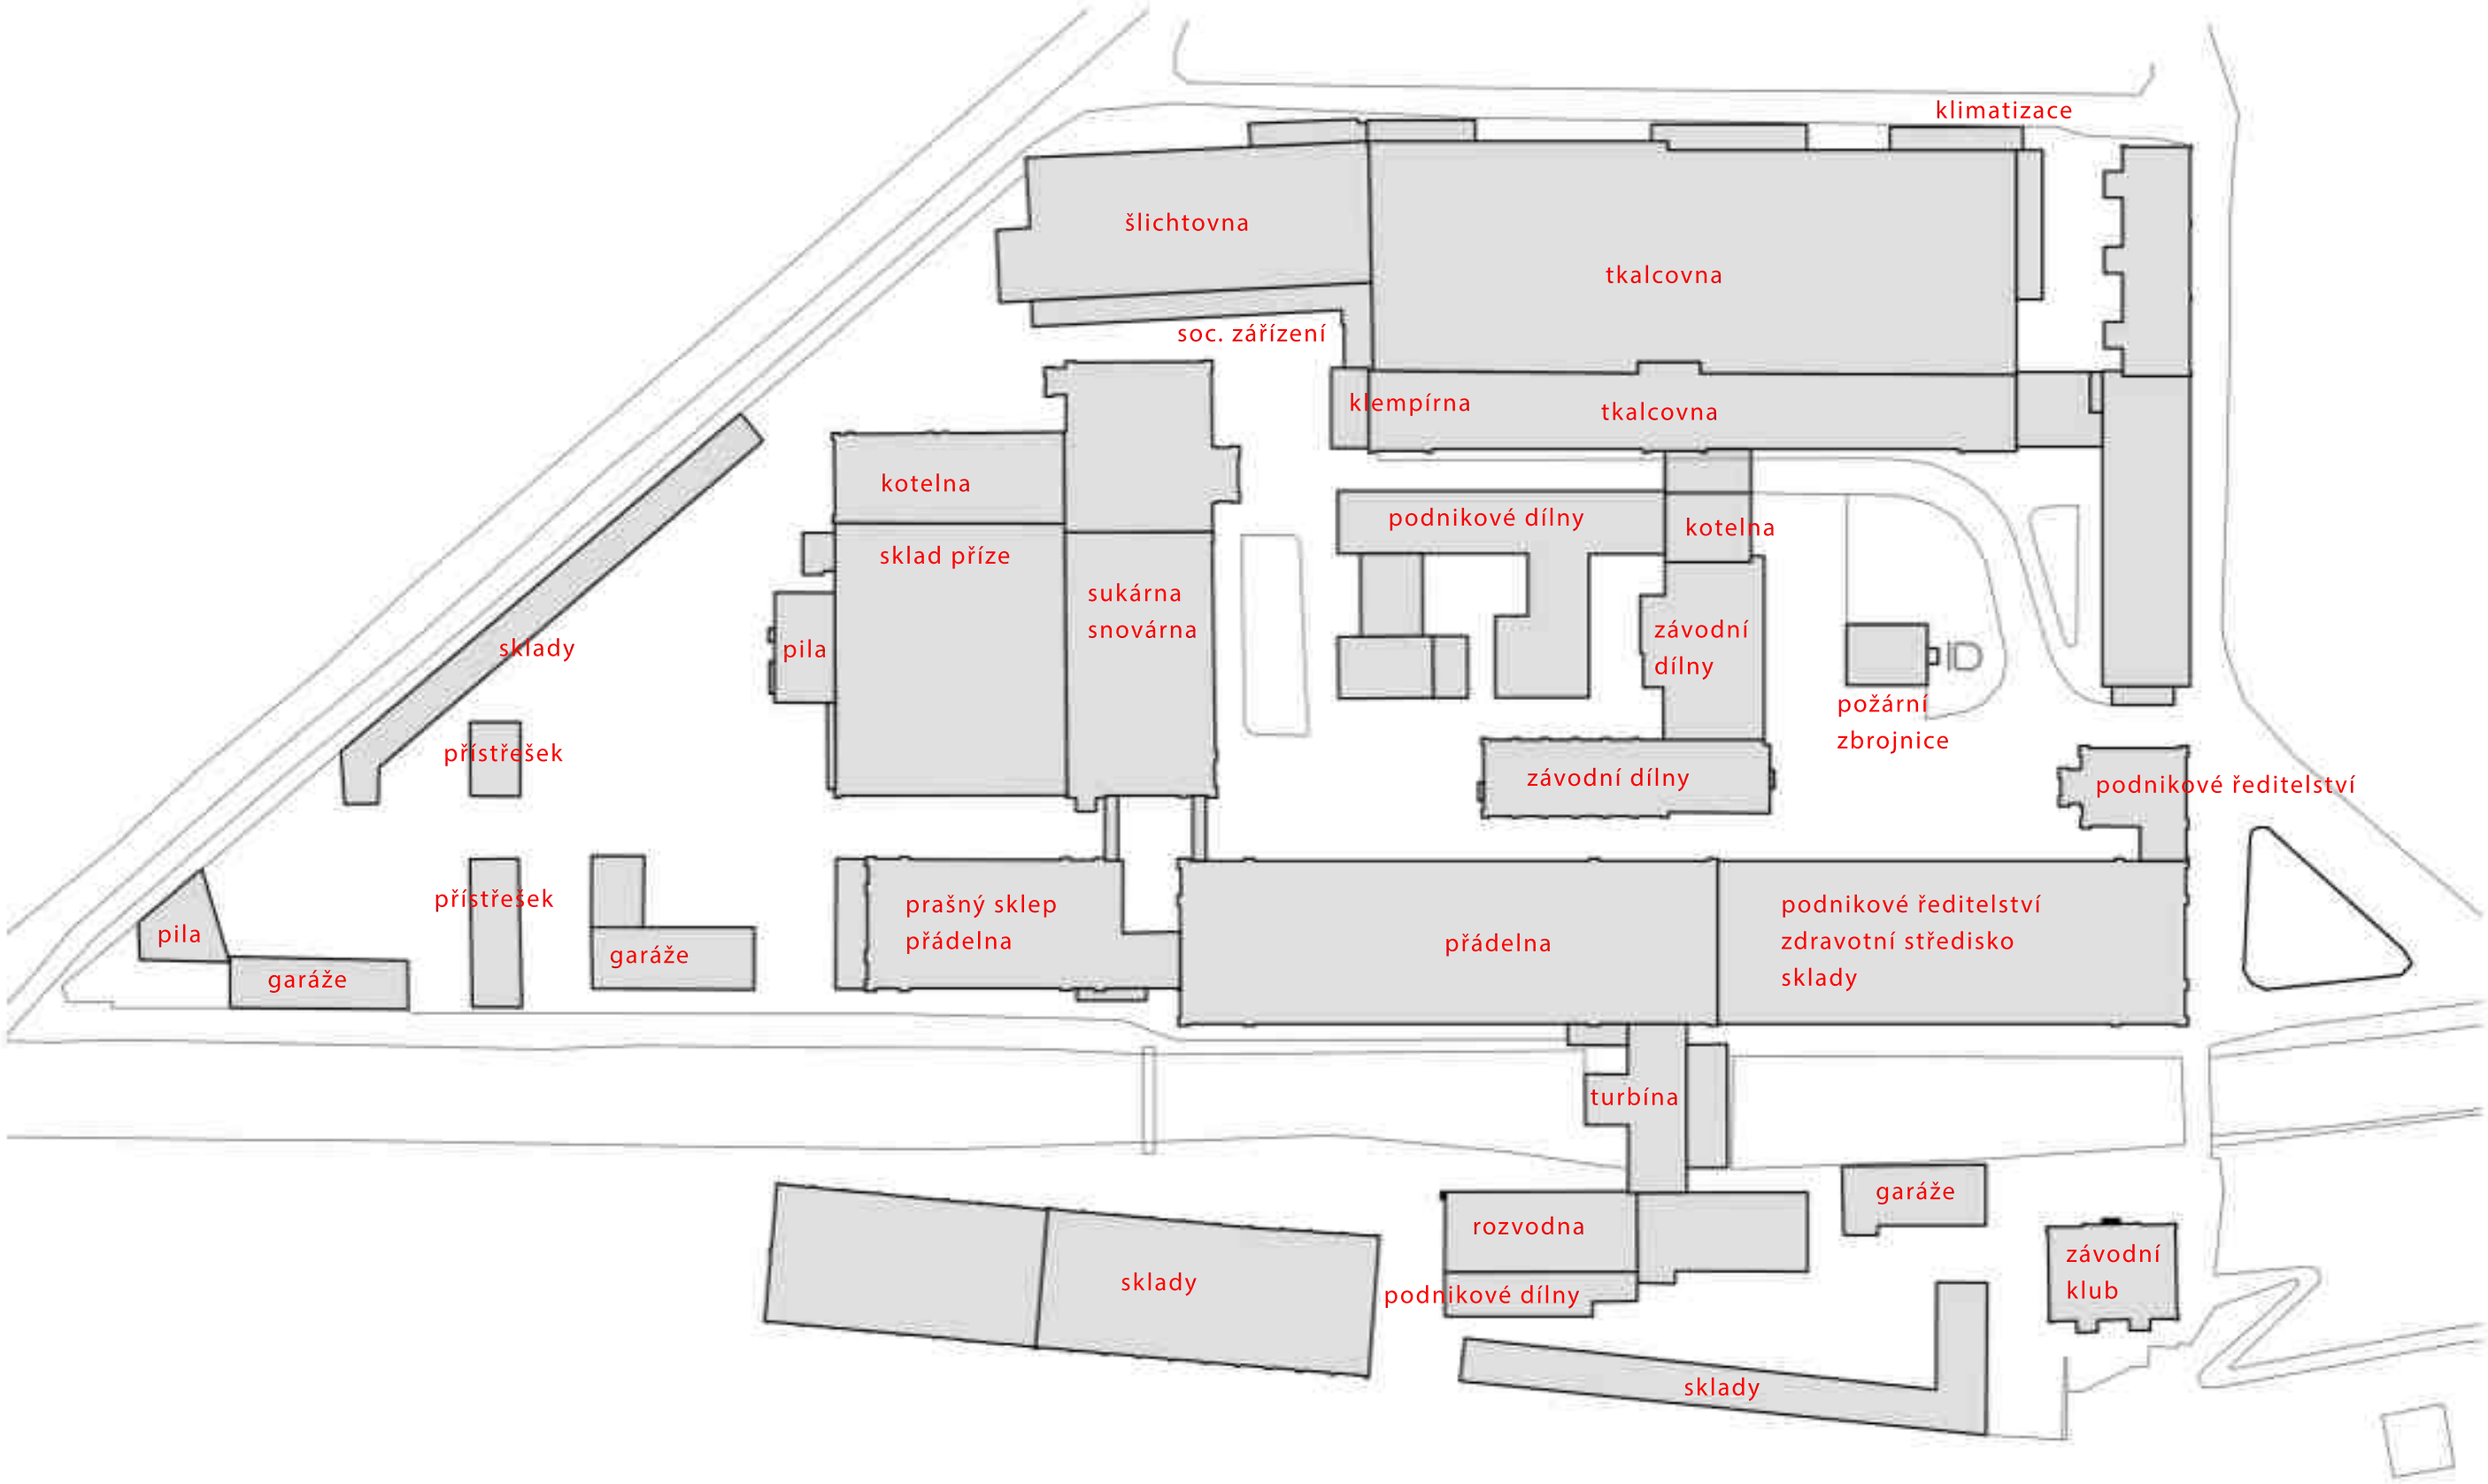 klimatizace
šlichtovna
tkalcovna
soc. zářízení
klempírna
tkalcovna
kotelna
podnikové dílny
kotelna
sklad příze
sukárna
snovárna
závodní
dílny
sklady
pila
požární
zbrojnice
přístřešek
závodní dílny
podnikové ředitelství
přístřešek
pila
garáže
garáže
prašný sklep
přádelna
přádelna
podnikové ředitelství
zdravotní středisko
sklady
turbína
garáže
rozvodna
závodní
klub
sklady
podnikové dílny
sklady